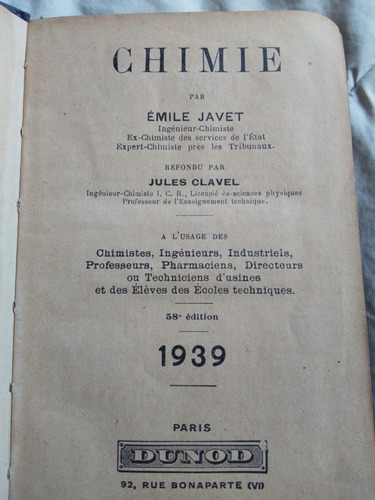 CHIMIE
PAR
ÉMILE JAVET
Ingénieur-Chimiste
Ex-Chimiste des services de l'État
Expert-Chimiste près les Tribunaux.
REFONDU PAR
JULES CLAVEL
Ingénieur-Chimiste I. C. R., Licencié ès-sciences physiques
Professeur de l'Enseignement technique.
A L'USAGE DES
Chimistes, Ingénieurs, Industriels,
Professeurs, Pharmaciens, Directeurs
ou Techniciens d'usines
et des Élèves des Écoles techniques.
58e édition
1939
PARIS
DUNOD
92, RUE BONAPARTE (VI)